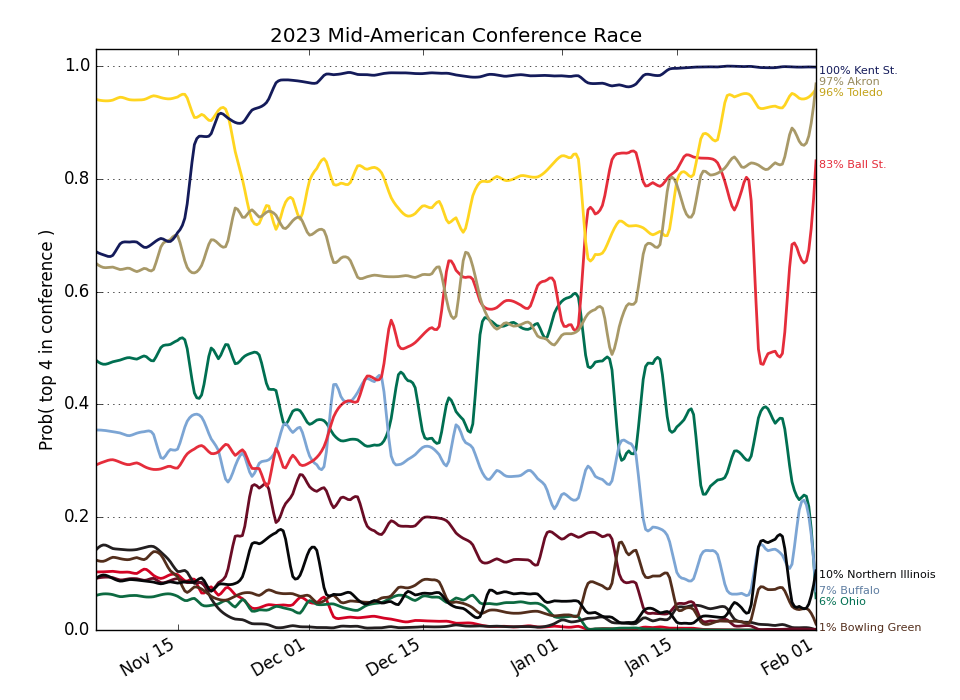 2023 Mid-American Conference Race
Prob( top 4 in conference )
1.0
0.8
0.6
0.4
0.2
0.0
100% Kent St.
97% Akron
96% Toledo
83% Ball St.
10% Northern Illinois
7% Buffalo
6% Ohio
1% Bowling Green
Nov 15
Dec 01
Dec 15
Jan 01
Jan 15
Feb 01